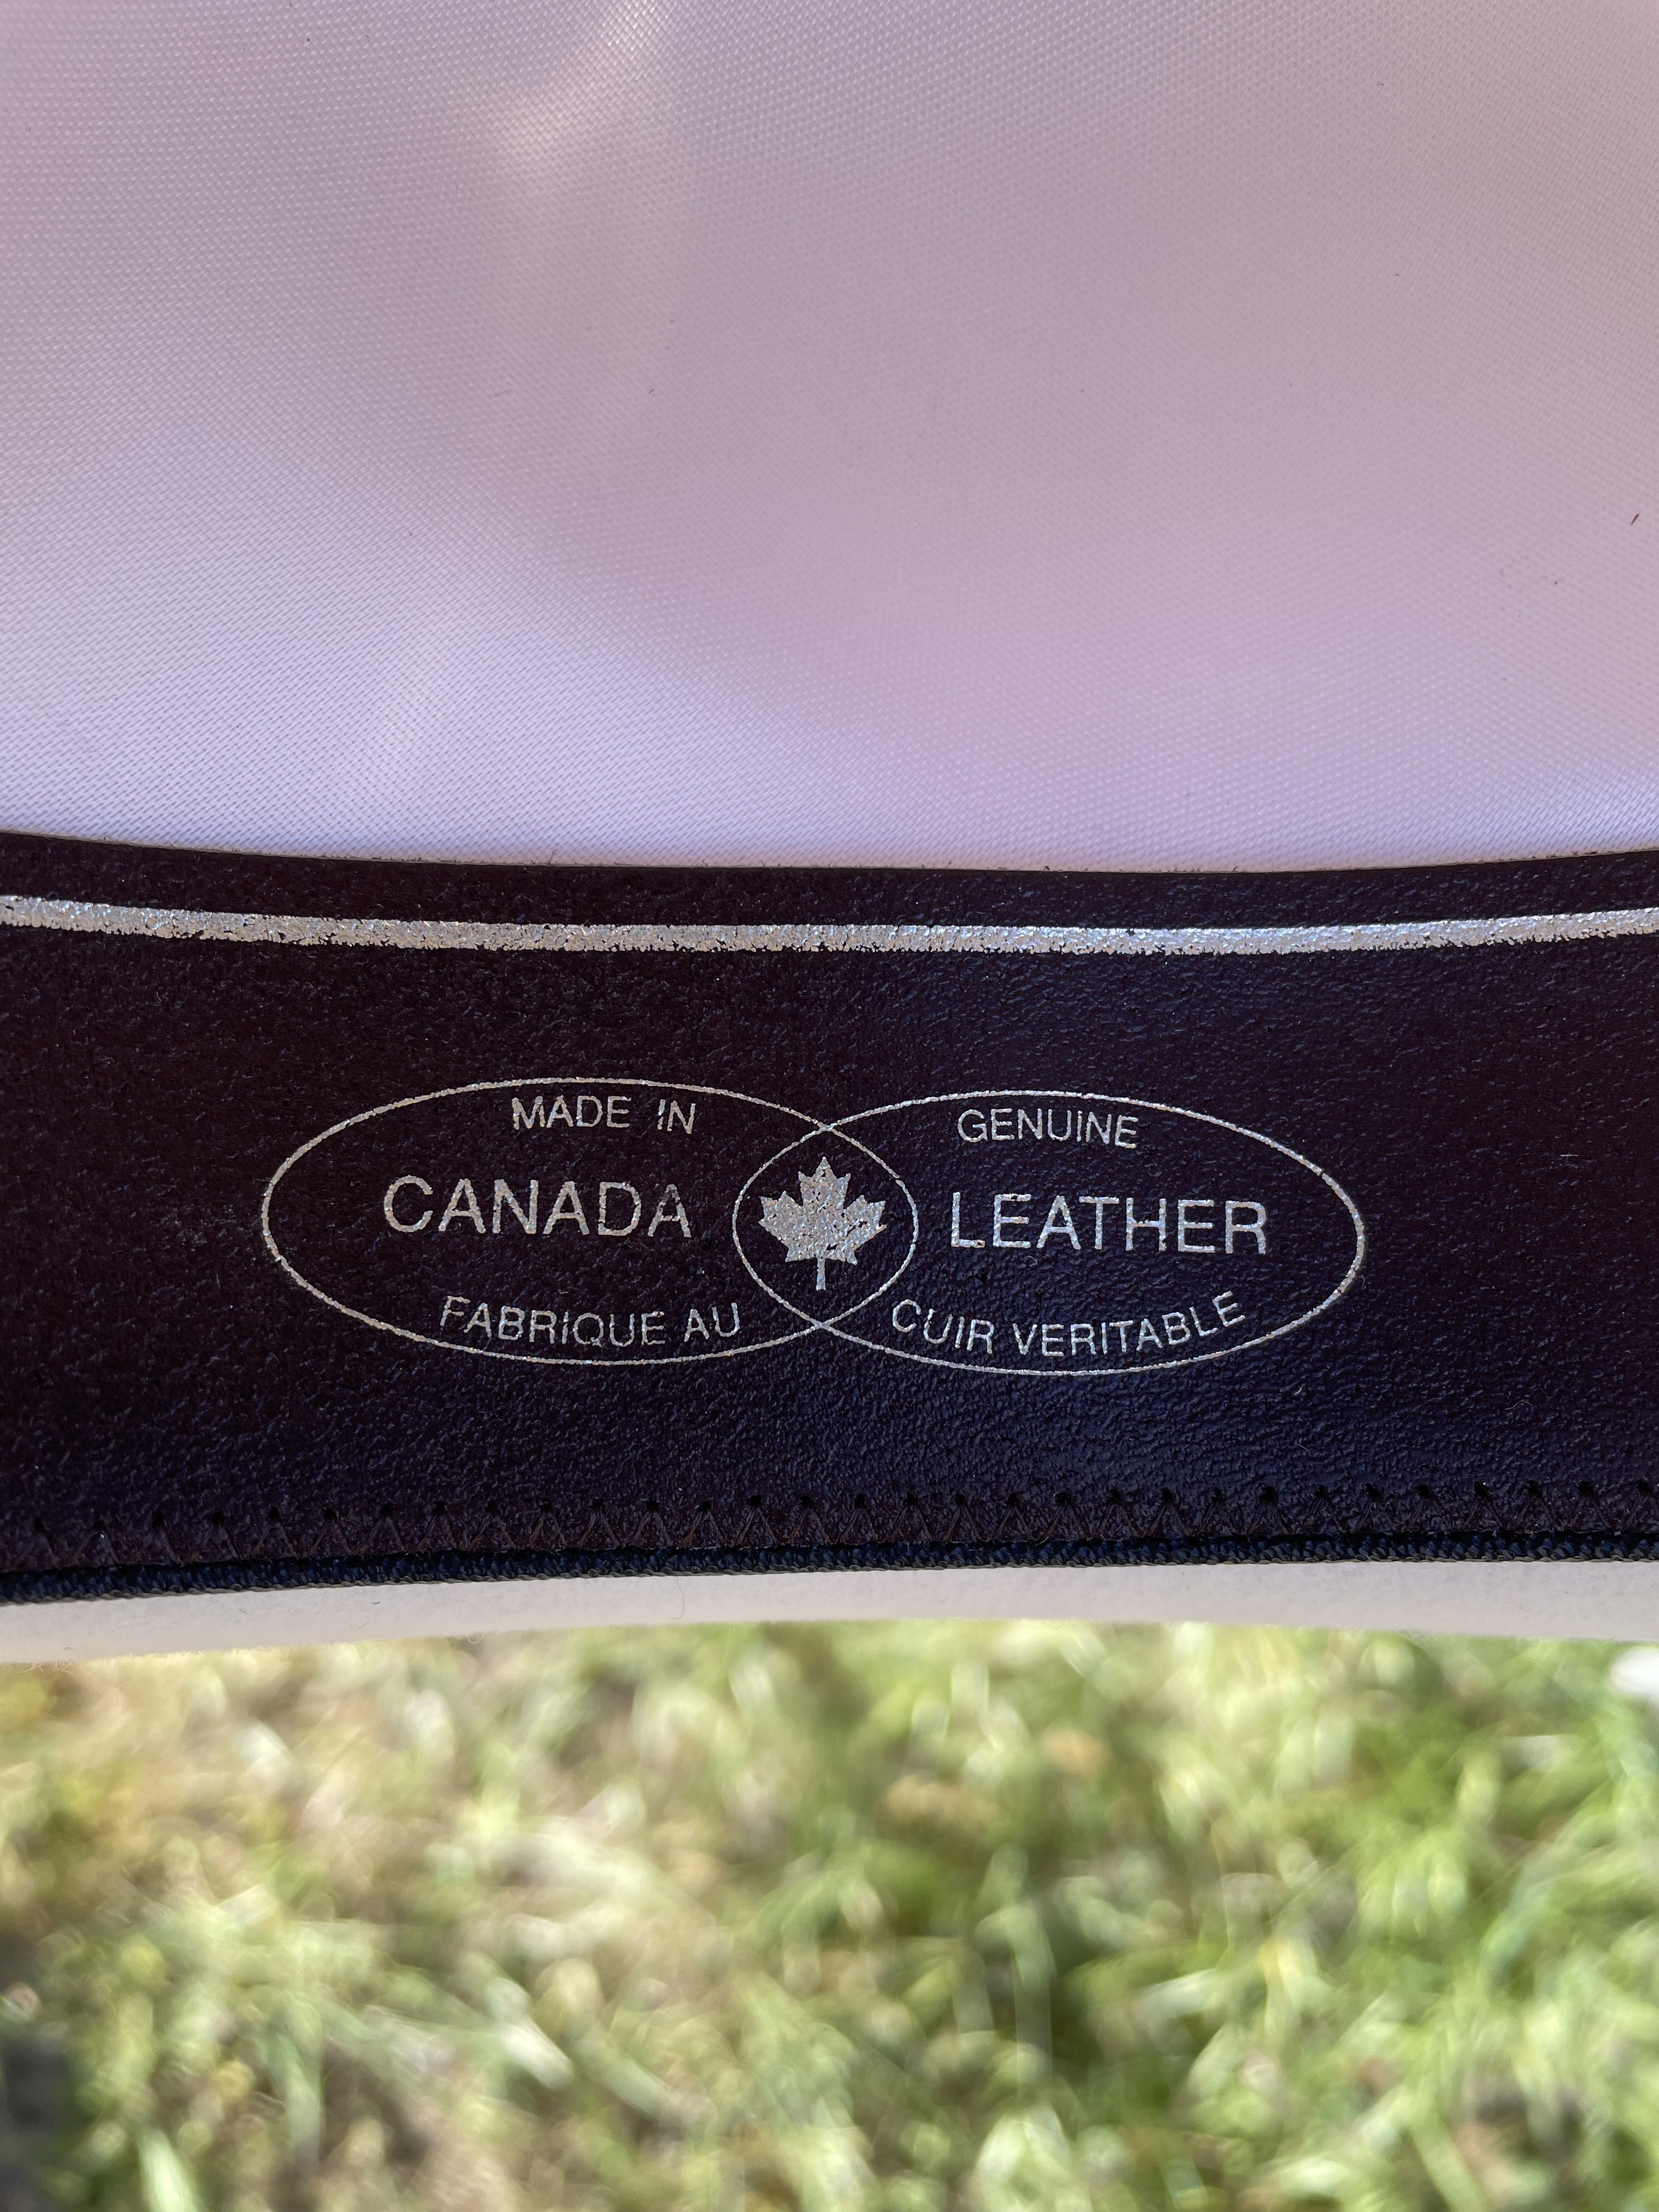 MADE IN
CANADA
FABRIQUE AU
GENUINE
LEATHER
CUIR VERITABLE